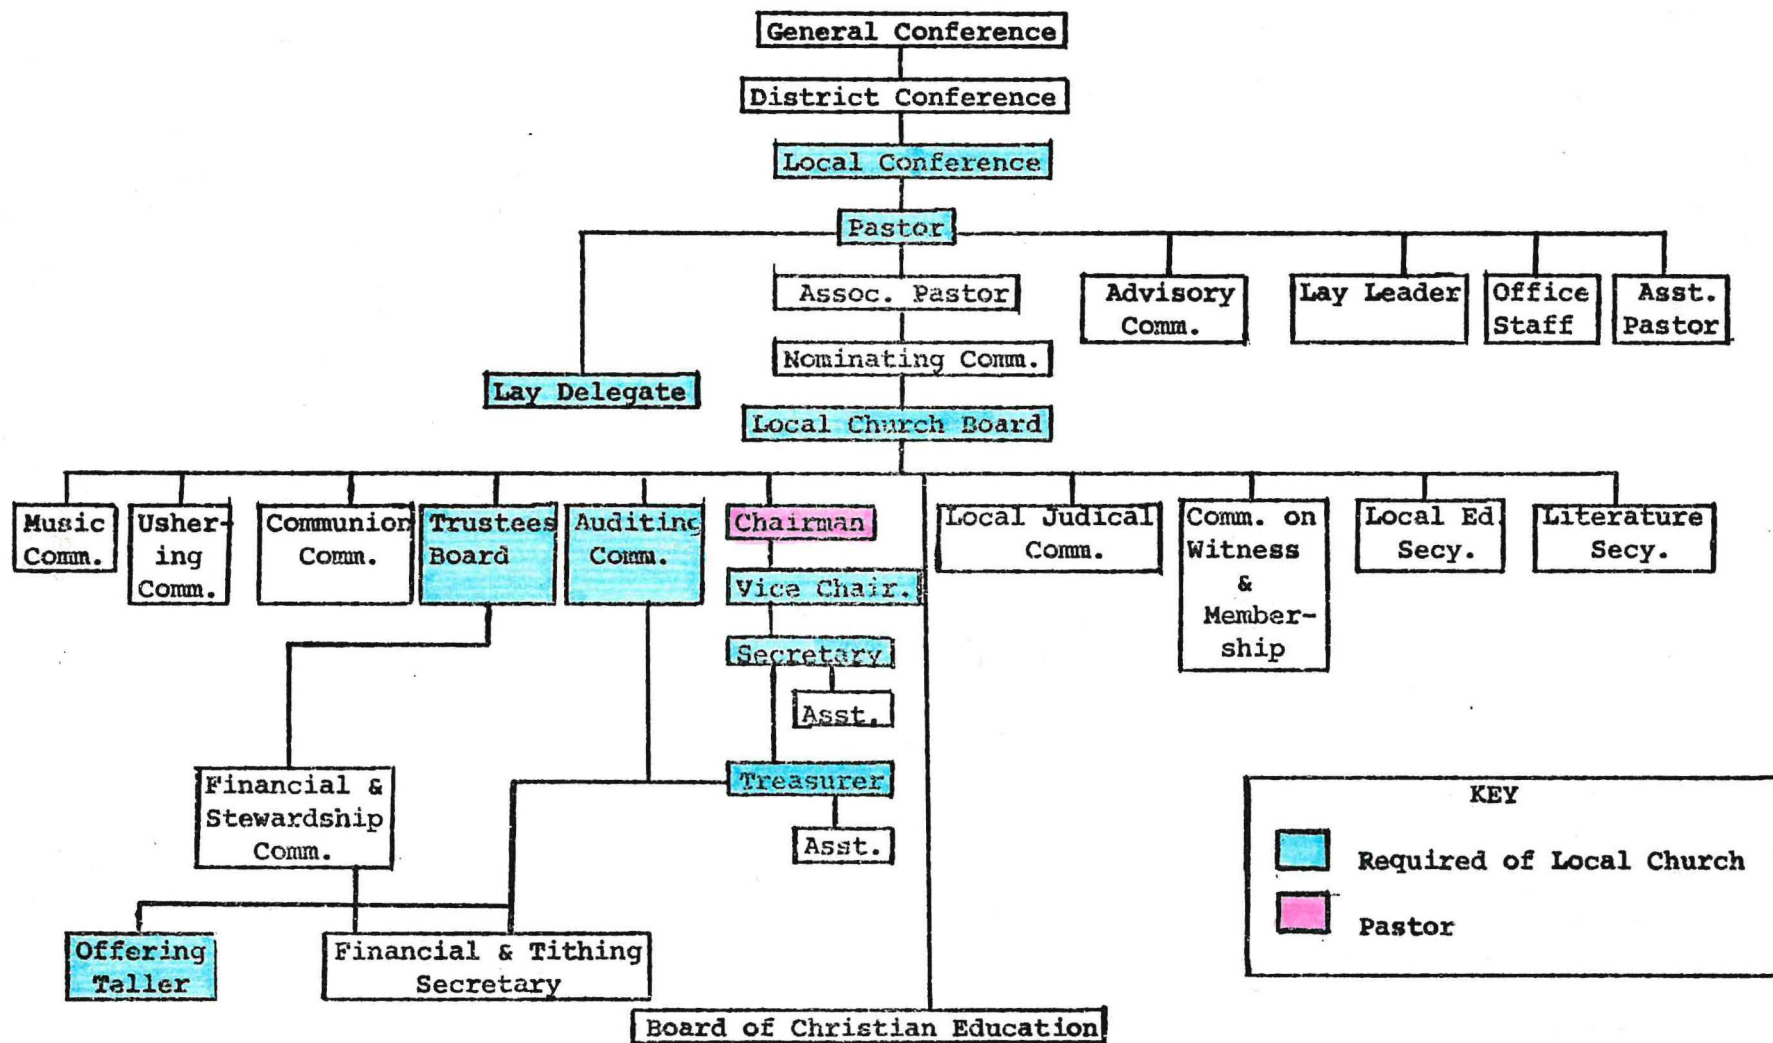 General Conference
District Conference
Local Conference
Pastor
Assoc. Pastor
Advisory
Comm.
Lay Leader
Office
Staff
Asst.
Pastor
Nominating Comm.
Lay Delegate
Local Church Board
Music
Comm.
Usher-
ing
Comm.
Communion
Comm.
Trustees
Board
Auditing
Comm.
Chairman
Local Judical
Comm.
Comm. on
Witness
&
Member-
ship
Local Ed.
Secy.
Literature
Secy.
Vice Chair.
Secretary
Asst.
Treasurer
Asst.
Financial &
Stewardship
Comm.
Offering
Teller
Financial & Tithing
Secretary
Board of Christian Education
KEY
Required of Local Church
Pastor